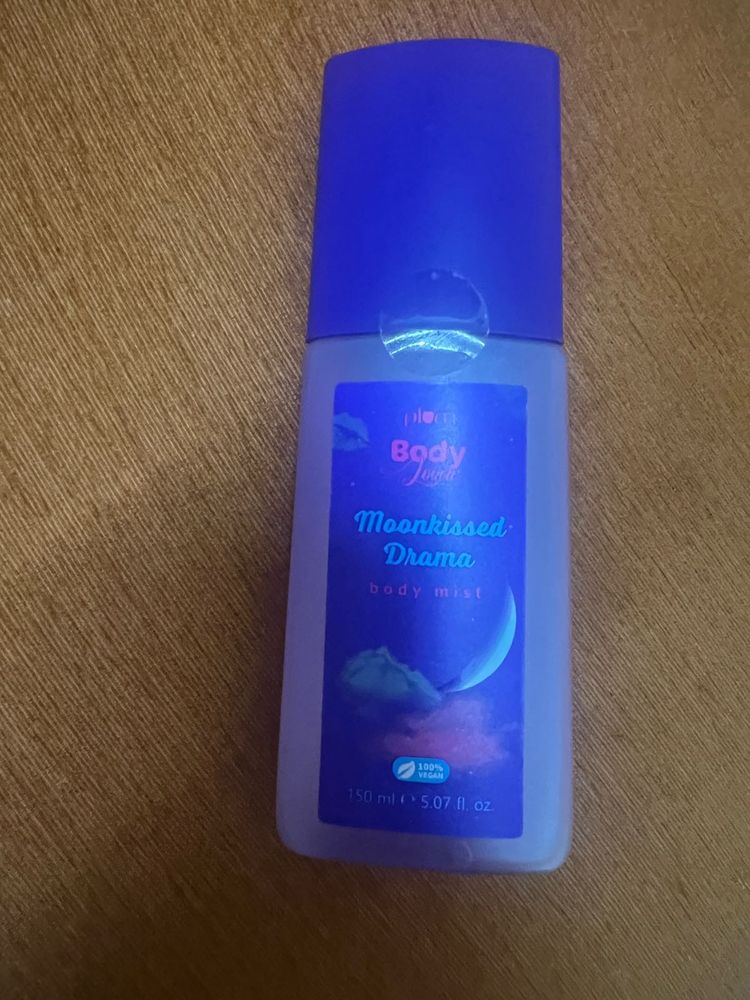 plum
Body
Lovin'
Moonkissed
Drama
body mist
100%
VEGAN
150 ml ℮ 5.07 fl. oz.